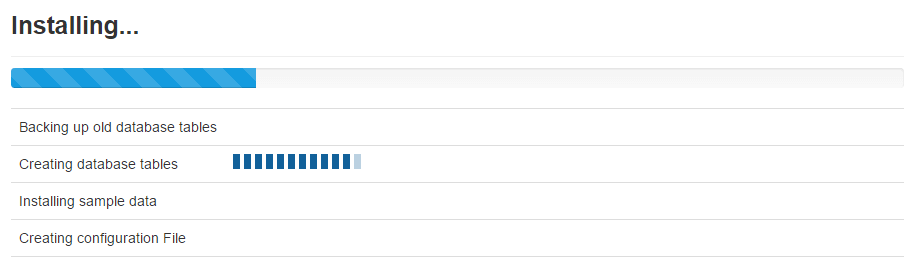 Installing...
Backing up old database tables
Creating database tables
Installing sample data
Creating configuration File